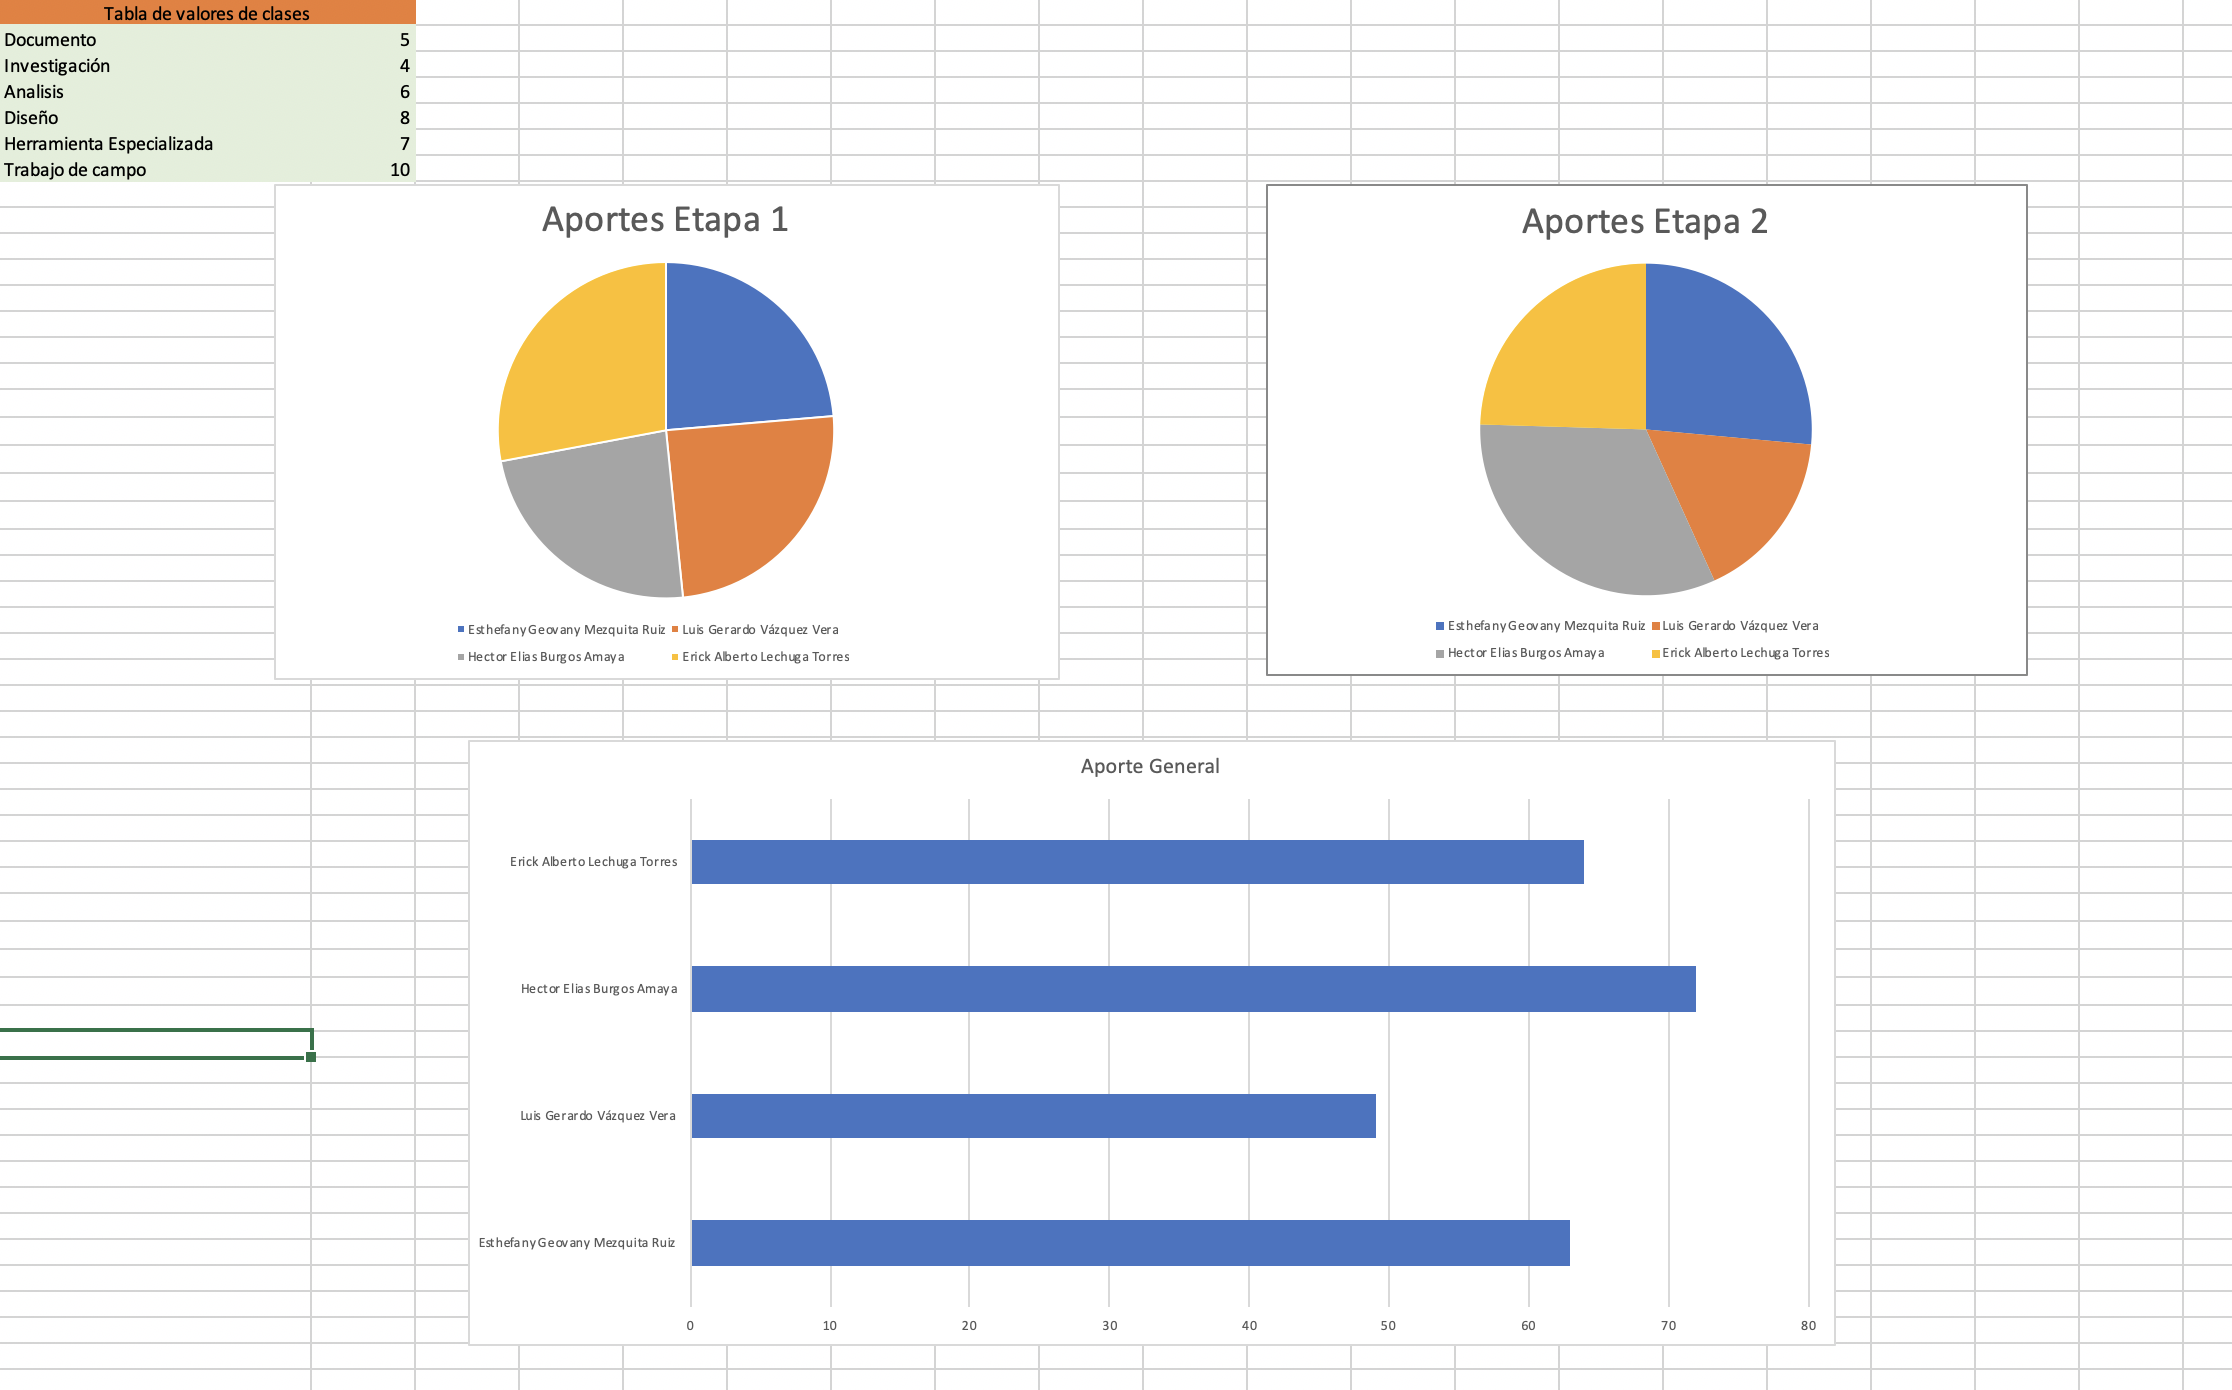 Tabla de valores de clases
Documento 5
Investigación 4
Analisis 6
Diseño 8
Herramienta Especializada 7
Trabajo de campo 10
Aportes Etapa 1
Esthefany Geovany Mezquita Ruiz Luis Gerardo Vázquez Vera
Hector Elias Burgos Amaya Erick Alberto Lechuga Torres
Aportes Etapa 2
Esthefany Geovany Mezquita Ruiz Luis Gerardo Vázquez Vera
Hector Elias Burgos Amaya Erick Alberto Lechuga Torres
Aporte General
Erick Alberto Lechuga Torres
Hector Elias Burgos Amaya
Luis Gerardo Vázquez Vera
Esthefany Geovany Mezquita Ruiz
0 10 20 30 40 50 60 70 80